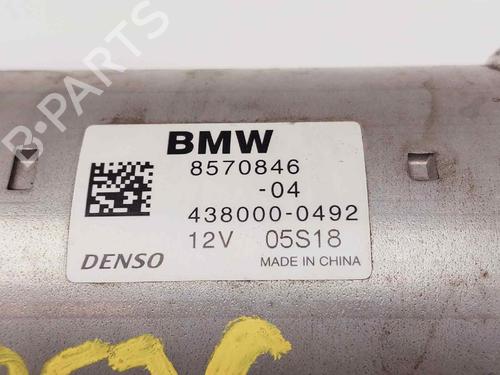 B-PARTS
BMW
8570846
-04
438000-0492
12V 05S18
DENSO MADE IN CHINA